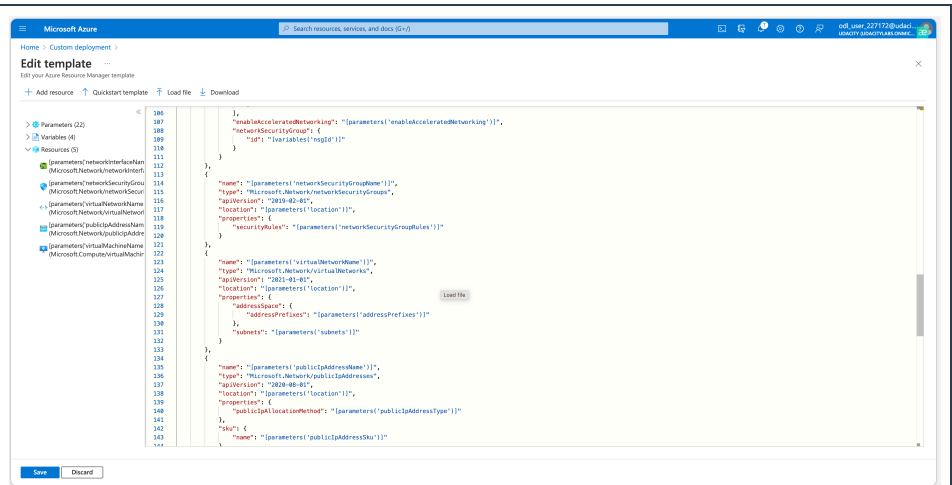 Microsoft Azure
Search resources, services, and docs (G+/)
odl_user_227172@udaci...
UDACITY (UDACITYLABS.ONMIC...
Home > Custom deployment >
Edit template ...
Edit your Azure Resource Manager template
+ Add resource ↑ Quickstart template Load file Download
«
Parameters (22)
Variables (4)
Resources (5)
[parameters('networkInterfaceNan
(Microsoft.Network/networkInterfa
[parameters('networkSecurityGrou
(Microsoft.Network/networkSecuri
[parameters('virtualNetworkName
(Microsoft.Network/virtualNetworl
[parameters('publicIpAddressNam
(Microsoft.Network/publicIpAddre
[parameters('virtualMachineName
(Microsoft.Compute/virtualMachin
106 ],
107 "enableAcceleratedNetworking": "[parameters('enableAcceleratedNetworking')]",
108 "networkSecurityGroup": {
109 "id": "[variables('nsgId')]"
110 }
111 }
112 },
113 {
114 "name": "[parameters('networkSecurityGroupName')]",
115 "type": "Microsoft.Network/networkSecurityGroups",
116 "apiVersion": "2019-02-01",
117 "location": "[parameters('location')]",
118 "properties": {
119 "securityRules": "[parameters('networkSecurityGroupRules')]"
120 }
121 },
122 {
123 "name": "[parameters('virtualNetworkName')]",
124 "type": "Microsoft.Network/virtualNetworks",
125 "apiVersion": "2021-01-01",
126 "location": "[parameters('location')]",
127 "properties": {
128 "addressSpace": {
129 "addressPrefixes": "[parameters('addressPrefixes')]"
130 },
131 "subnets": "[parameters('subnets')]"
132 }
133 },
134 {
135 "name": "[parameters('publicIpAddressName')]",
136 "type": "Microsoft.Network/publicIpAddresses",
137 "apiVersion": "2020-08-01",
138 "location": "[parameters('location')]",
139 "properties": {
140 "publicIpAllocationMethod": "[parameters('publicIpAddressType')]"
141 },
142 "sku": {
143 "name": "[parameters('publicIpAddressSku')]"
Load file
Save Discard